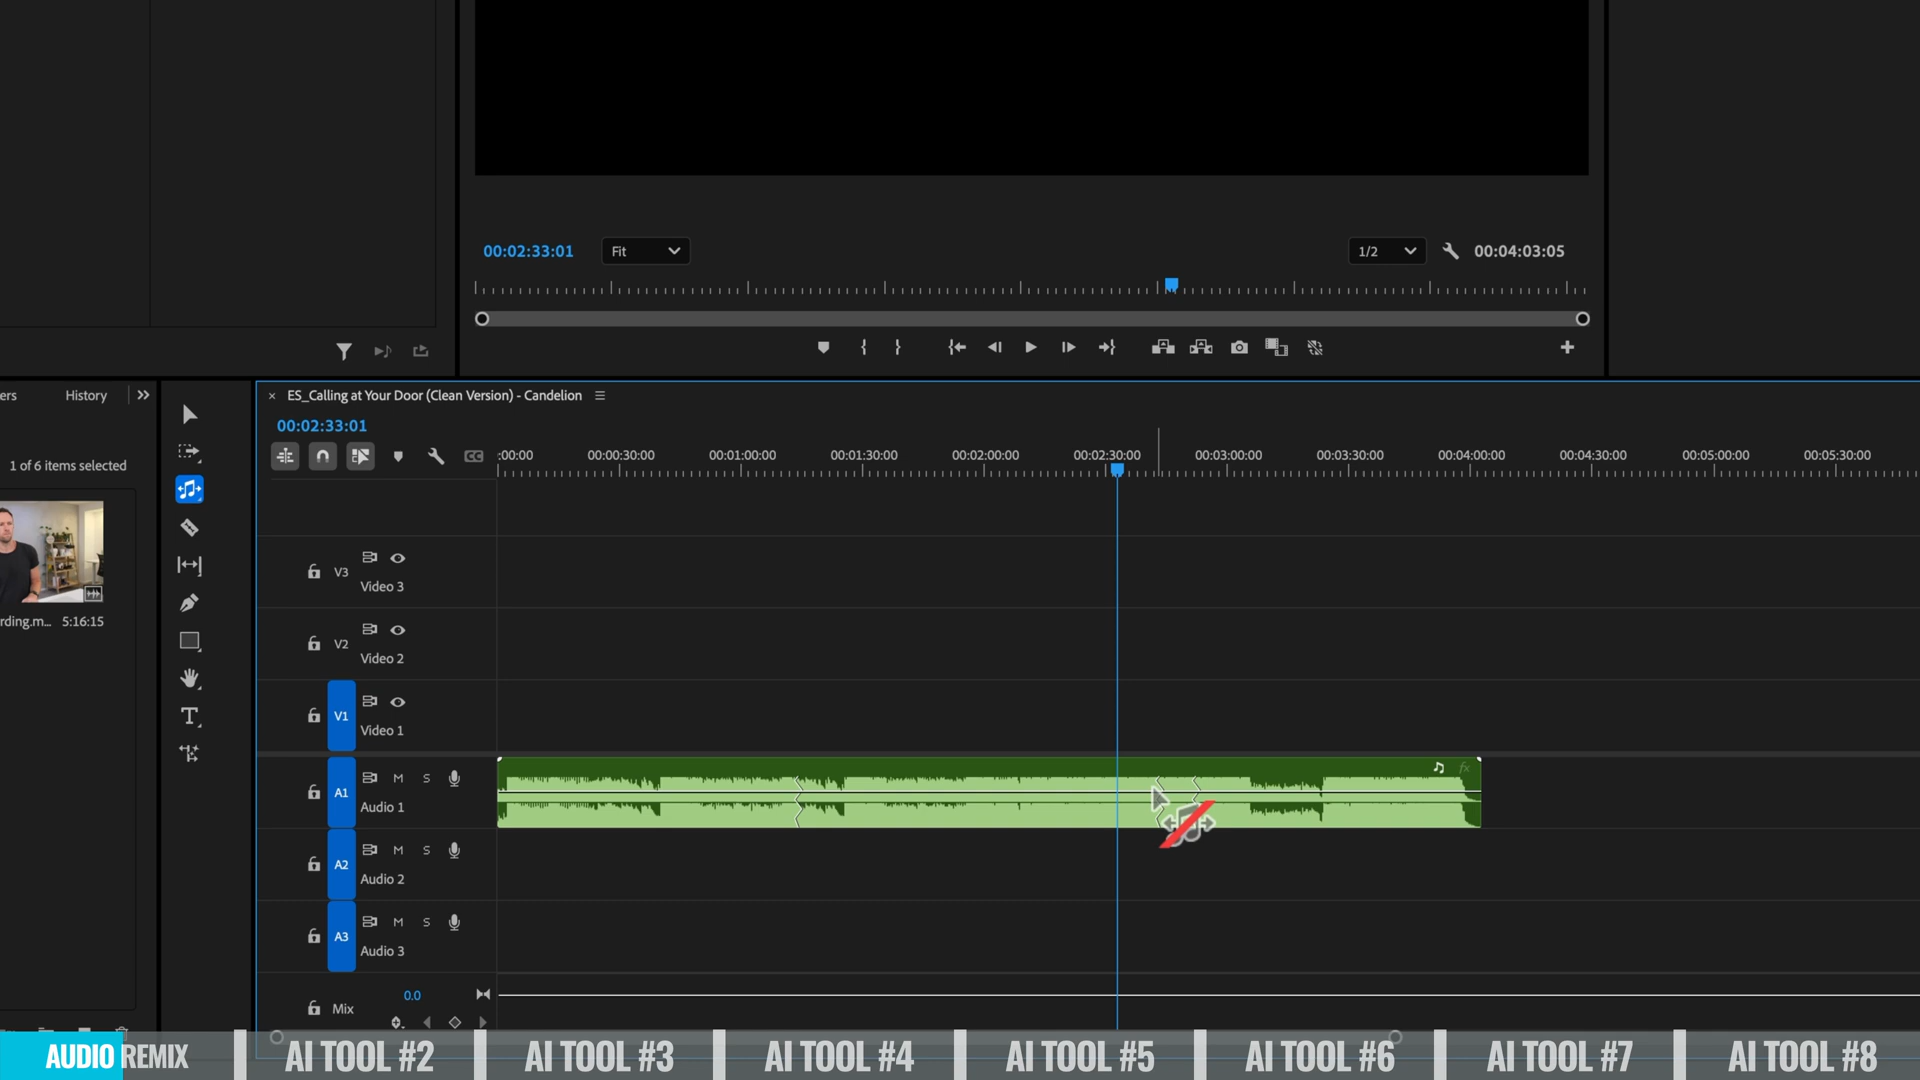 00:02:33:01
Fit
1/2
00:04:03:05
ers
History
ES_Calling at Your Door (Clean Version) - Candelion
00:02:33:01
1 of 6 items selected
CC
:00:00
00:00:30:00
00:01:00:00
00:01:30:00
00:02:00:00
00:02:30:00
00:03:00:00
00:03:30:00
00:04:00:00
00:04:30:00
00:05:00:00
00:05:30:00
V3
Video 3
rding.m...
5:16:15
V2
Video 2
T
V1
Video 1
A1
M
S
Audio 1
fx
A2
M
S
Audio 2
A3
M
S
Audio 3
0.0
Mix
AUDIO REMIX
AI TOOL #2
AI TOOL #3
AI TOOL #4
AI TOOL #5
AI TOOL #6
AI TOOL #7
AI TOOL #8